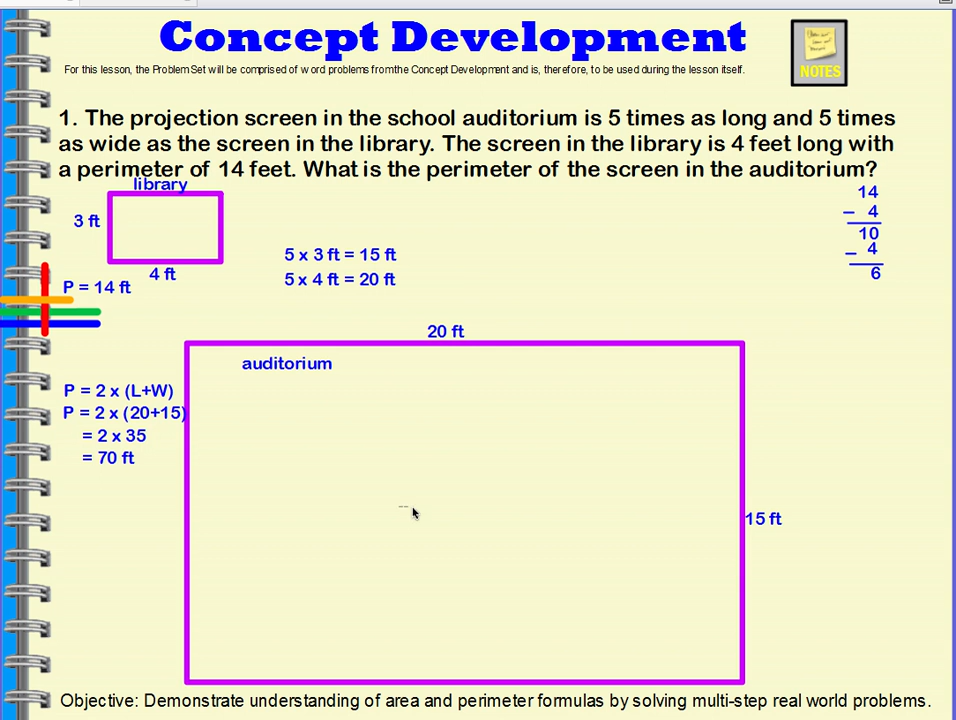 Concept Development
NOTES
For this lesson, the Problem Set will be comprised of word problems from the Concept Development and is, therefore, to be used during the lesson itself.
1. The projection screen in the school auditorium is 5 times as long and 5 times
as wide as the screen in the library. The screen in the library is 4 feet long with
a perimeter of 14 feet. What is the perimeter of the screen in the auditorium?
library
3 ft
4 ft
P = 14 ft
5 x 3 ft = 15 ft
5 x 4 ft = 20 ft
14
– 4
10
– 4
6
20 ft
auditorium
P = 2 x (L+W)
P = 2 x (20+15)
= 2 x 35
= 70 ft
15 ft
Objective: Demonstrate understanding of area and perimeter formulas by solving multi-step real world problems.